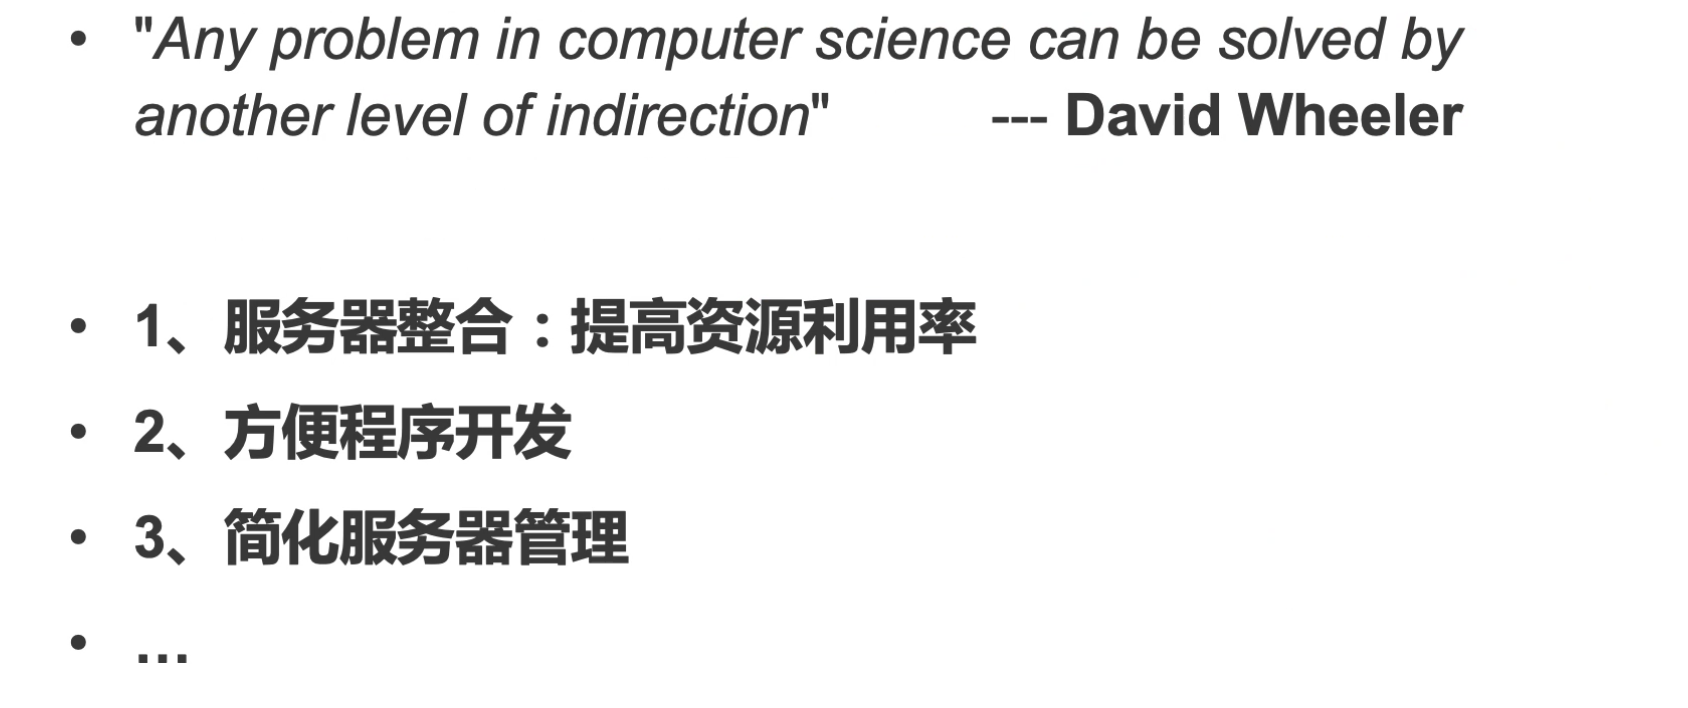 • "Any problem in computer science can be solved by
another level of indirection" --- David Wheeler
• 1、服务器整合：提高资源利用率
• 2、方便程序开发
• 3、简化服务器管理
• …